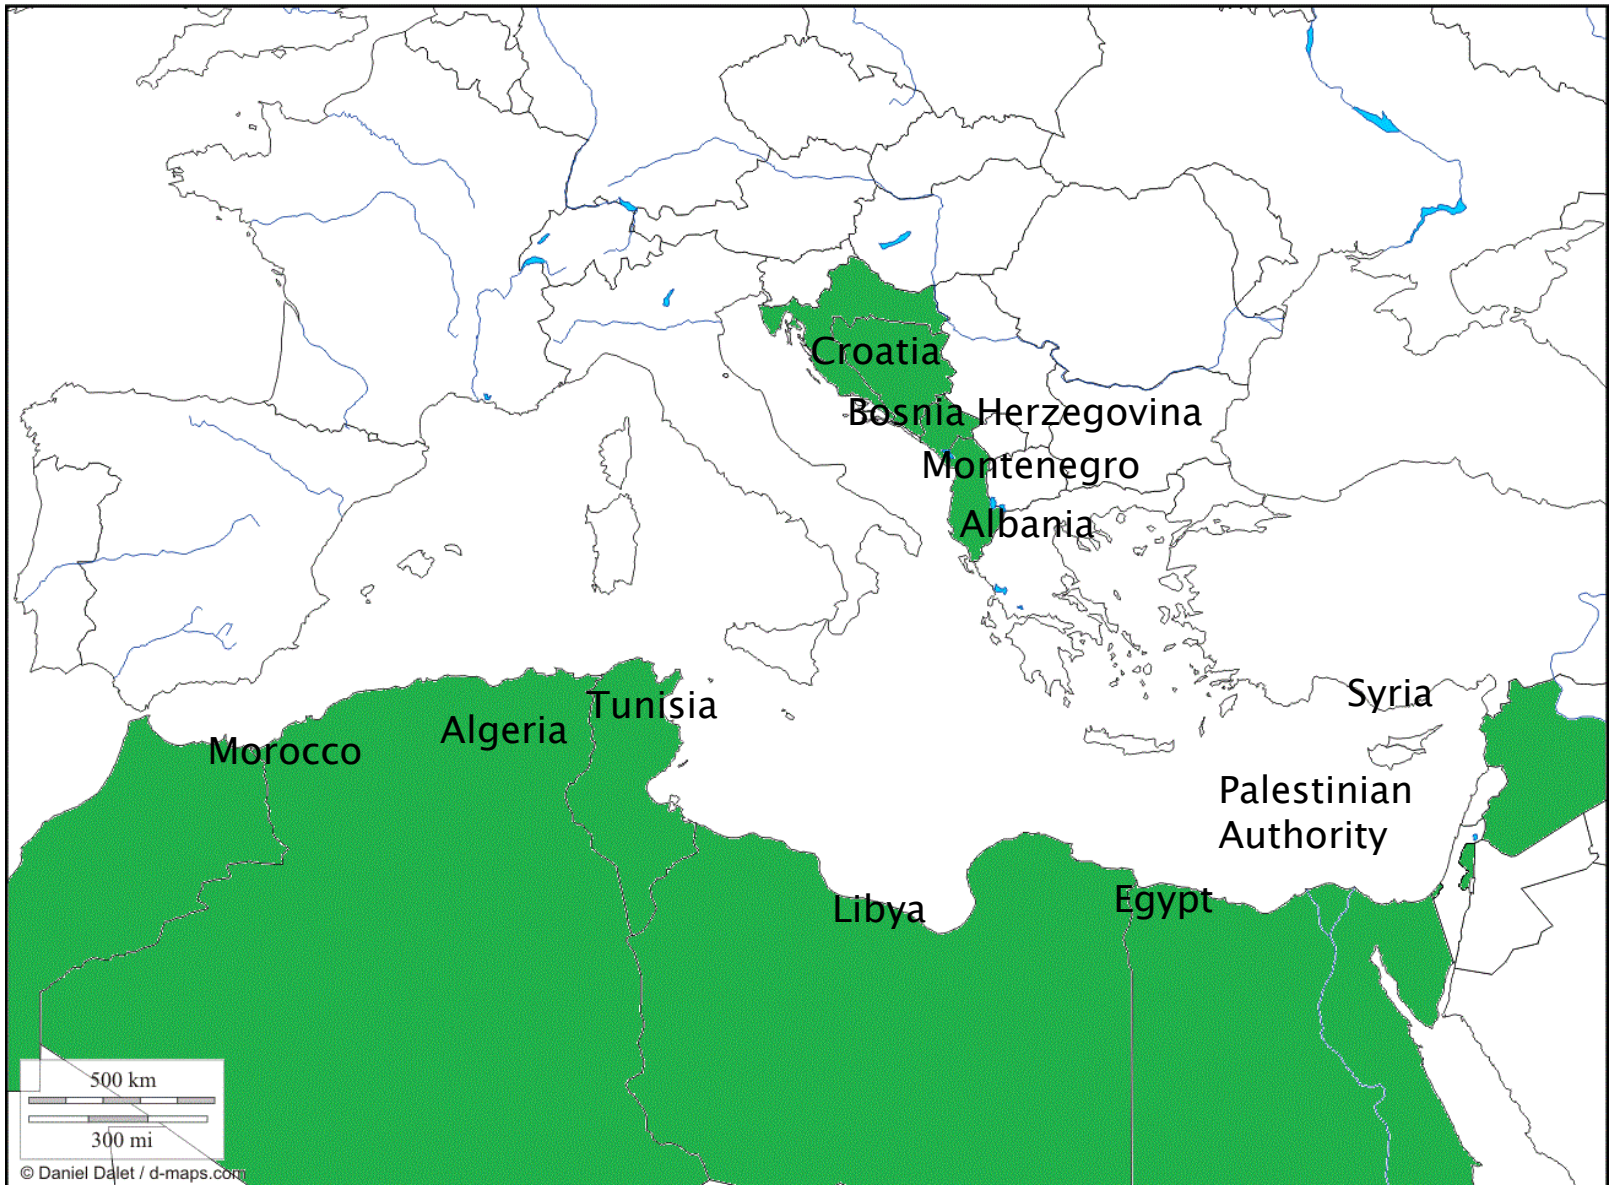 Croatia
Bosnia Herzegovina
Montenegro
Albania
Syria
Tunisia
Algeria
Morocco
Palestinian
Authority
Libya
Egypt
500 km
300 mi
© Daniel Dalet / d-maps.com